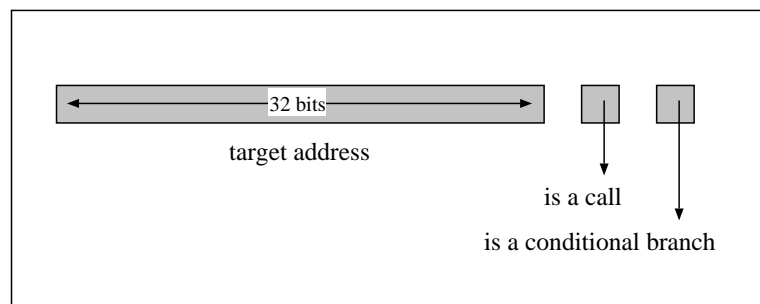 32 bits
target address
is a call
is a conditional branch